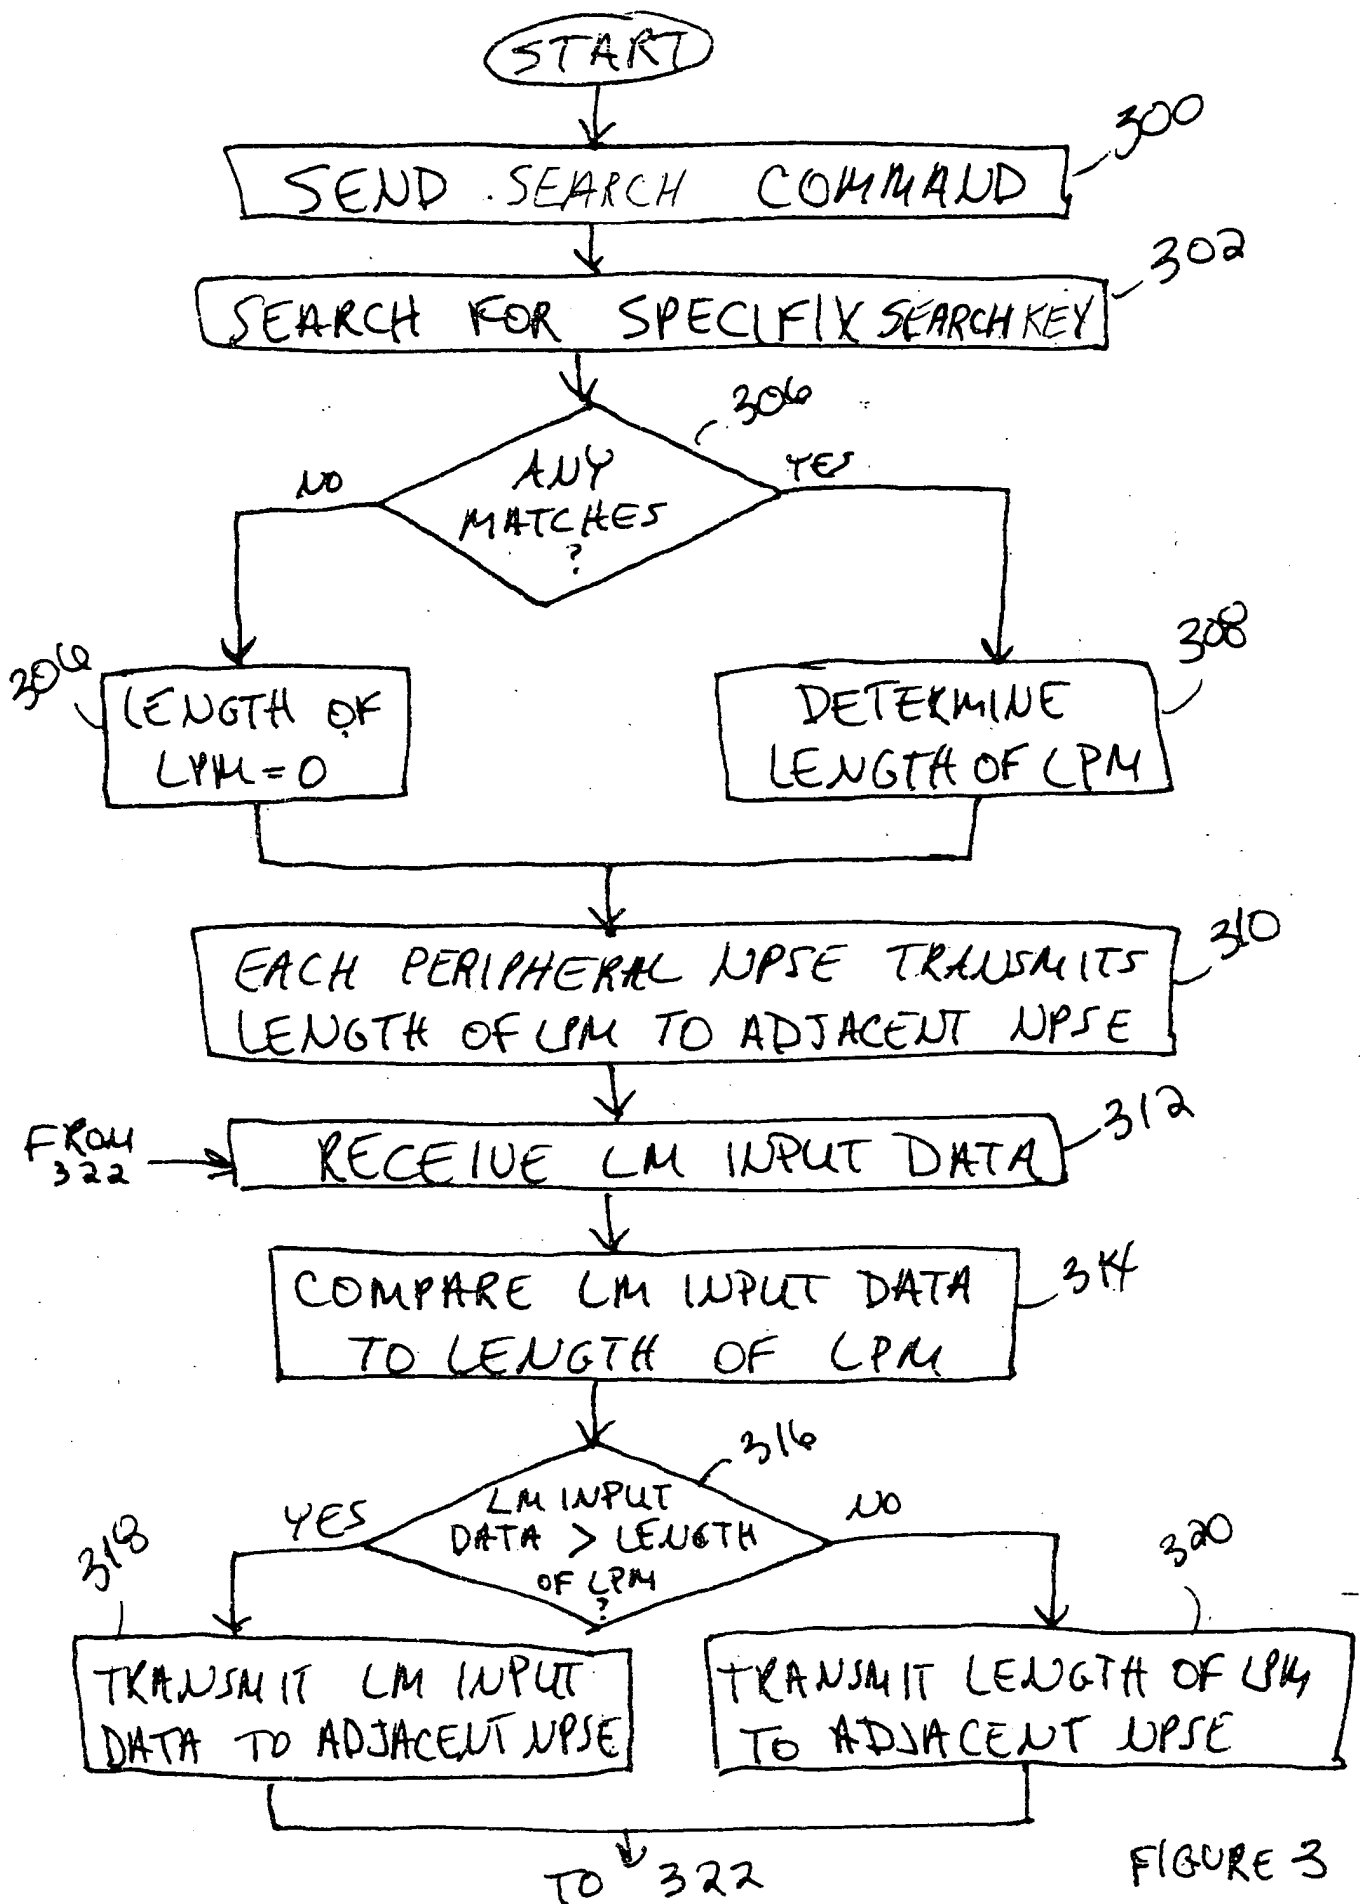 START
300
SEND SEARCH COMMAND
302
SEARCH FOR SPECIFIX SEARCH KEY
306
NO
YES
ANY
MATCHES
?
306
308
LENGTH OF
LPM = 0
DETERMINE
LENGTH OF LPM
310
EACH PERIPHERAL NPSE TRANSMITS
LENGTH OF LPM TO ADJACENT NPSE
312
FROM
322
RECEIVE LM INPUT DATA
314
COMPARE LM INPUT DATA
TO LENGTH OF LPM
316
YES
NO
LM INPUT
DATA > LENGTH
OF LPM
?
318
320
TRANSMIT LM INPUT
DATA TO ADJACENT NPSE
TRANSMIT LENGTH OF LPM
TO ADJACENT NPSE
TO 322
FIGURE 3